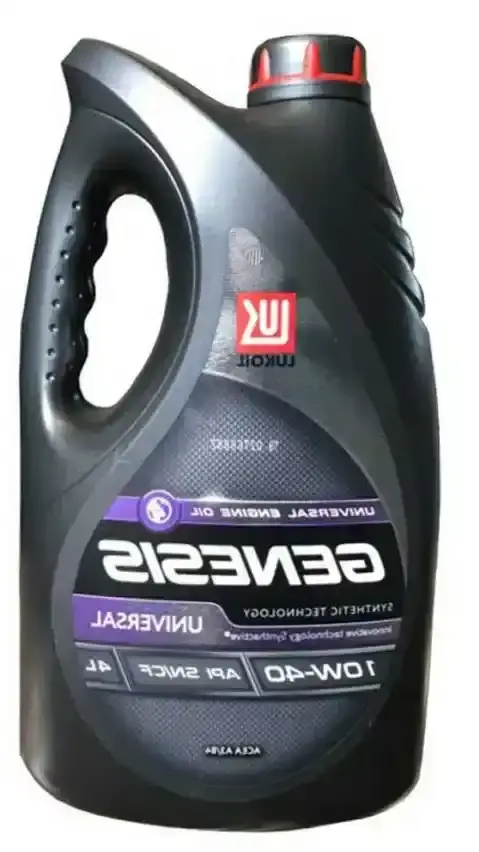 LUKOIL
UNIVERSAL ENGINE OIL
GENESIS
SYNTHETIC TECHNOLOGY
Innovative technology Synthactive®
UNIVERSAL
10W-40 API SN/CF 4L
ACEA A3/B4